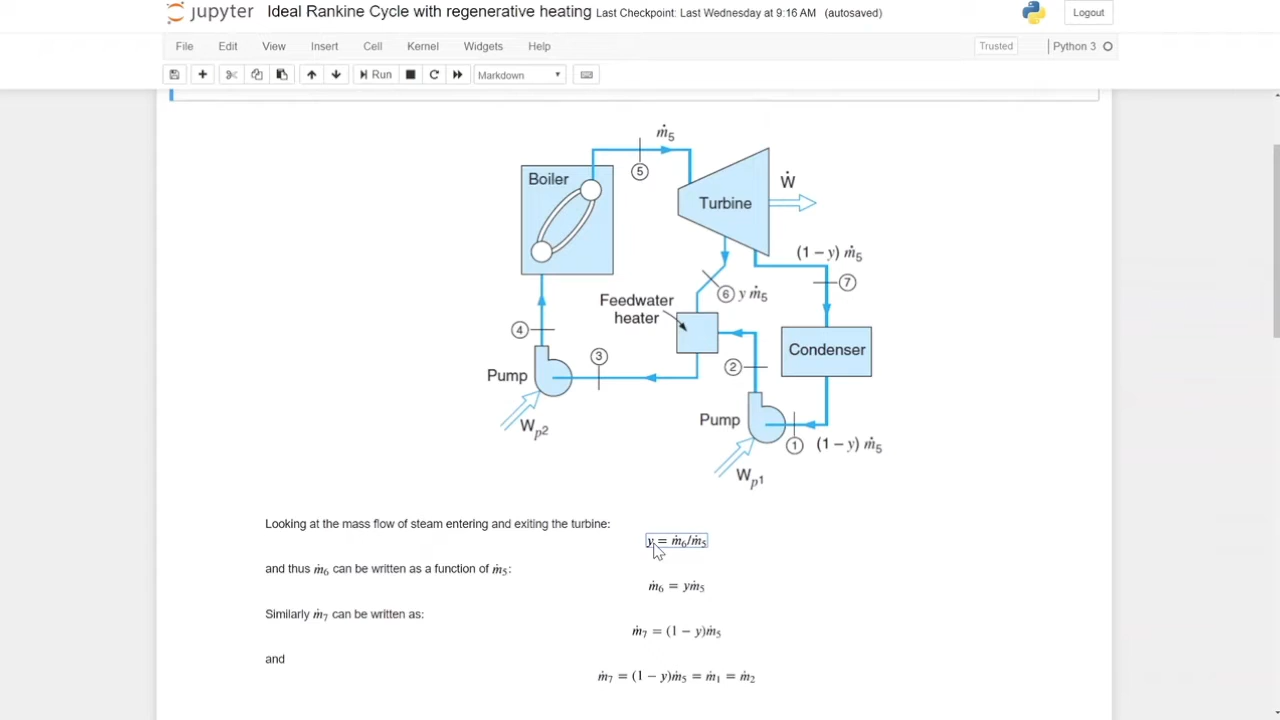 jupyter Ideal Rankine Cycle with regenerative heating Last Checkpoint: Last Wednesday at 9:16 AM (autosaved)
Logout
File Edit View Insert Cell Kernel Widgets Help
Trusted Python 3
Run Markdown
ṁ₅
Boiler
5
Ẇ
Turbine
(1 − y) ṁ₅
7
6 y ṁ₅
Feedwater
heater
4
3
2
Condenser
Pump
W_p2
Pump
1 (1 − y) ṁ₅
W_p1
Looking at the mass flow of steam entering and exiting the turbine:
y = ṁ₆/ṁ₅
and thus ṁ₆ can be written as a function of ṁ₅:
ṁ₆ = yṁ₅
Similarly ṁ₇ can be written as:
ṁ₇ = (1 − y)ṁ₅
and
ṁ₇ = (1 − y)ṁ₅ = ṁ₁ = ṁ₂